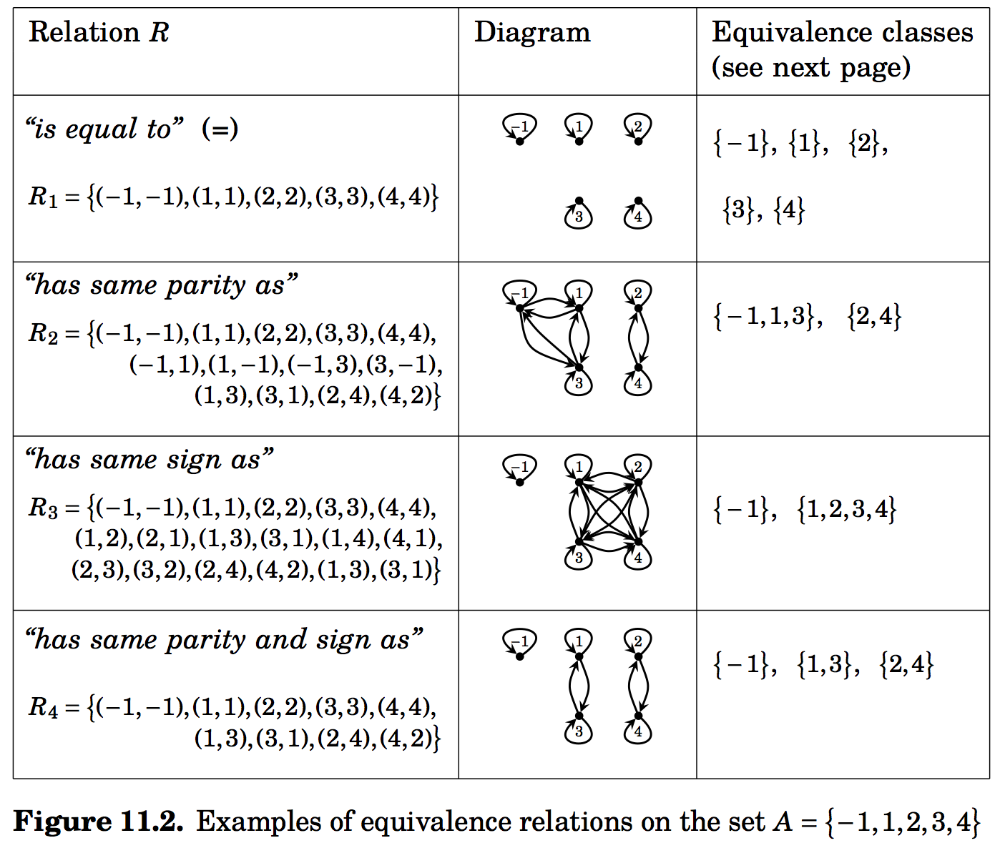 Relation R
Diagram
Equivalence classes
(see next page)
“is equal to” (=)
R₁ = {(−1,−1),(1,1),(2,2),(3,3),(4,4)}
−1 1 2
3 4
{−1}, {1}, {2},
{3}, {4}
“has same parity as”
R₂ = {(−1,−1),(1,1),(2,2),(3,3),(4,4),
(−1,1),(1,−1),(−1,3),(3,−1),
(1,3),(3,1),(2,4),(4,2)}
−1 1 2
3 4
{−1,1,3}, {2,4}
“has same sign as”
R₃ = {(−1,−1),(1,1),(2,2),(3,3),(4,4),
(1,2),(2,1),(1,3),(3,1),(1,4),(4,1),
(2,3),(3,2),(2,4),(4,2),(1,3),(3,1)}
−1 1 2
3 4
{−1}, {1,2,3,4}
“has same parity and sign as”
R₄ = {(−1,−1),(1,1),(2,2),(3,3),(4,4),
(1,3),(3,1),(2,4),(4,2)}
−1 1 2
3 4
{−1}, {1,3}, {2,4}
Figure 11.2. Examples of equivalence relations on the set A = {−1,1,2,3,4}